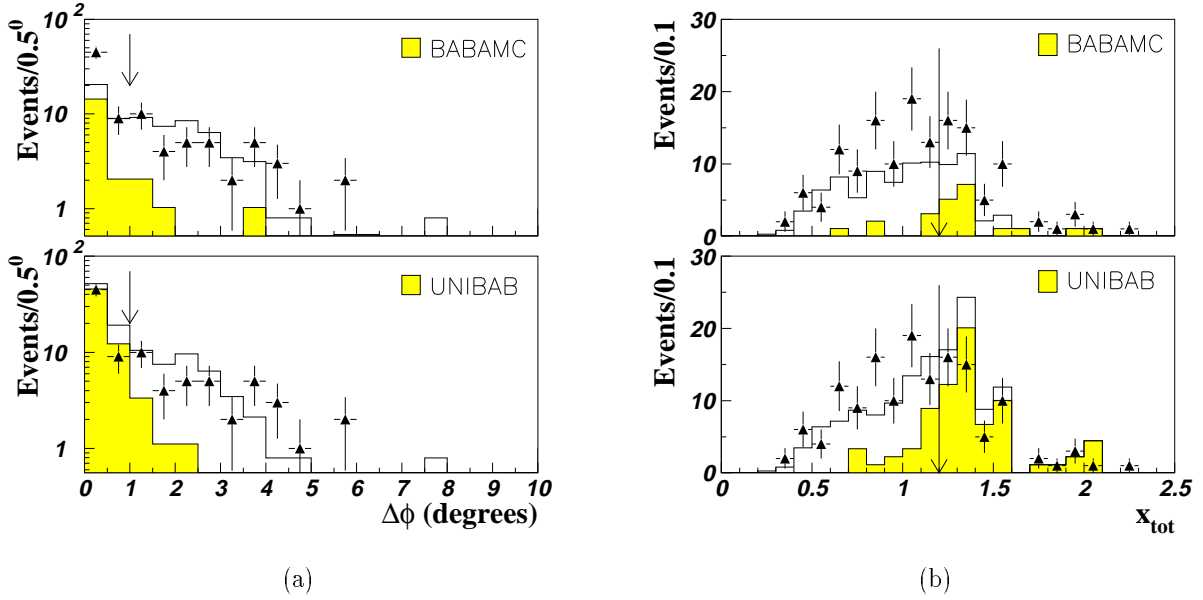 Events/0.5⁰
10²
10
1
BABAMC
Events/0.5⁰
10²
10
1
UNIBAB
0 1 2 3 4 5 6 7 8 9 10
Δϕ (degrees)
(a)
Events/0.1
30
20
10
0
BABAMC
Events/0.1
30
20
10
0
UNIBAB
0 0.5 1 1.5 2 2.5
x_tot
(b)